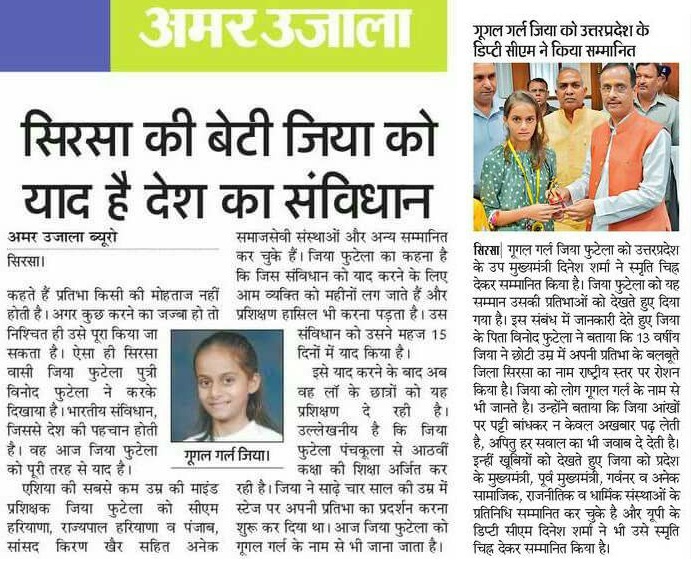 अमर उजाला
सिरसा की बेटी जिया को
याद है देश का संविधान
अमर उजाला ब्यूरो
सिरसा।
कहते हैं प्रतिभा किसी की मोहताज नहीं
होती है। अगर कुछ करने का जज्बा हो तो
निश्चित ही उसे पूरा किया जा
सकता है। ऐसा ही सिरसा
वासी जिया फुटेला पुत्री
विनोद फुटेला ने करके
दिखाया है। भारतीय संविधान,
जिससे देश की पहचान होती
है। वह आज जिया फुटेला
को पूरी तरह से याद है।
एशिया की सबसे कम उम्र की माइंड
प्रशिक्षक जिया फुटेला को सीएम
हरियाणा, राज्यपाल हरियाणा व पंजाब,
सांसद किरण खैर सहित अनेक
गूगल गर्ल जिया।
समाजसेवी संस्थाओं और अन्य सम्मानित
कर चुके हैं। जिया फुटेला का कहना है
कि जिस संविधान को याद करने के लिए
आम व्यक्ति को महीनों लग जाते हैं और
प्रशिक्षण हासिल भी करना पड़ता है। उस
संविधान को उसने महज 15
दिनों में याद किया है।
इसे याद करने के बाद अब
वह लॉ के छात्रों को यह
प्रशिक्षण दे रही है।
उल्लेखनीय है कि जिया
फुटेला पंचकूला से आठवीं
कक्षा की शिक्षा अर्जित कर
रही है। जिया ने साढ़े चार साल की उम्र में
स्टेज पर अपनी प्रतिभा का प्रदर्शन करना
शुरू कर दिया था। आज जिया फुटेला को
गूगल गर्ल के नाम से भी जाना जाता है।
गूगल गर्ल जिया को उत्तरप्रदेश के
डिप्टी सीएम ने किया सम्मानित
सिरसा| गूगल गर्ल जिया फुटेला को उत्तरप्रदेश
के उप मुख्यमंत्री दिनेश शर्मा ने स्मृति चिह्न
देकर सम्मानित किया है। जिया फुटेला को यह
सम्मान उसकी प्रतिभाओं को देखते हुए दिया
गया है। इस संबंध में जानकारी देते हुए जिया
के पिता विनोद फुटेला ने बताया कि 13 वर्षीय
जिया ने छोटी उम्र में अपनी प्रतिभा के बलबूते
जिला सिरसा का नाम राष्ट्रीय स्तर पर रोशन
किया है। जिया को लोग गूगल गर्ल के नाम से
भी जानते है। उन्होंने बताया कि जिया आंखों
पर पट्टी बांधकर न केवल अखबार पढ़ लेती
है, अपितु हर सवाल का भी जवाब दे देती है।
इन्हीं खूबियों को देखते हुए जिया को प्रदेश
के मुख्यमंत्री, पूर्व मुख्यमंत्री, गर्वनर व अनेक
सामाजिक, राजनीतिक व धार्मिक संस्थाओं के
प्रतिनिधि सम्मानित कर चुके है और यूपी के
डिप्टी सीएम दिनेश शर्मा ने भी उसे स्मृति
चिह्न देकर सम्मानित किया है।